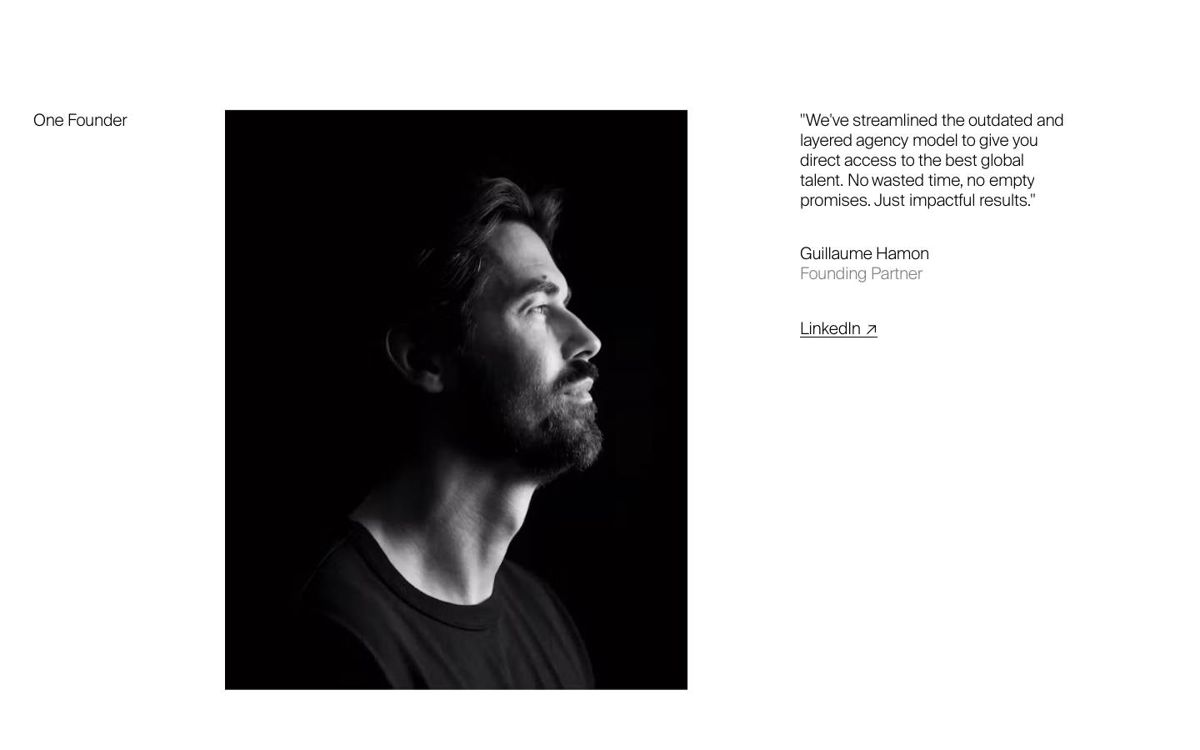 One Founder
"We've streamlined the outdated and
layered agency model to give you
direct access to the best global
talent. No wasted time, no empty
promises. Just impactful results."
Guillaume Hamon
Founding Partner
LinkedIn ↗